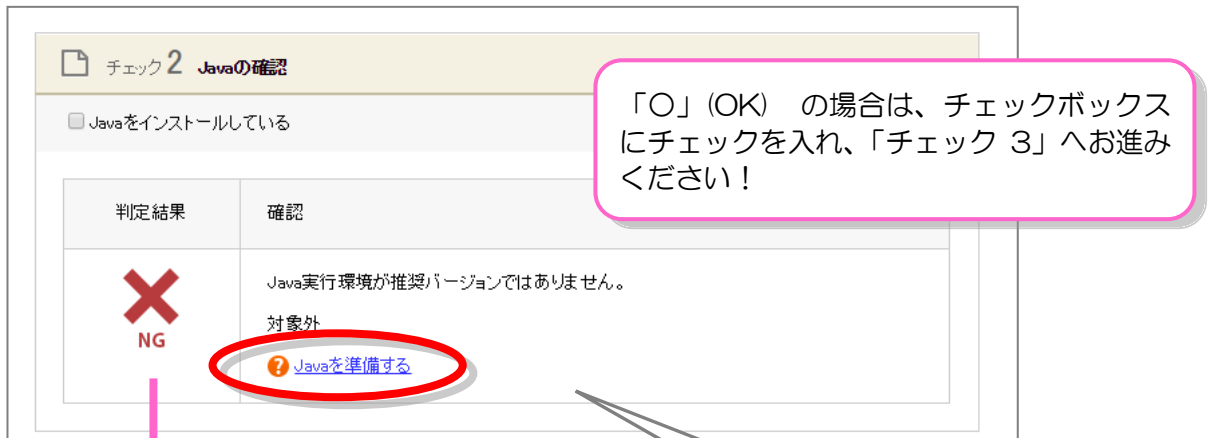 チェック2 Javaの確認
「○」(OK) の場合は、チェックボックス
にチェックを入れ、「チェック 3」へお進み
ください！
Javaをインストールしている
判定結果
確認
Java実行環境が推奨バージョンではありません。
対象外
NG
? Javaを準備する